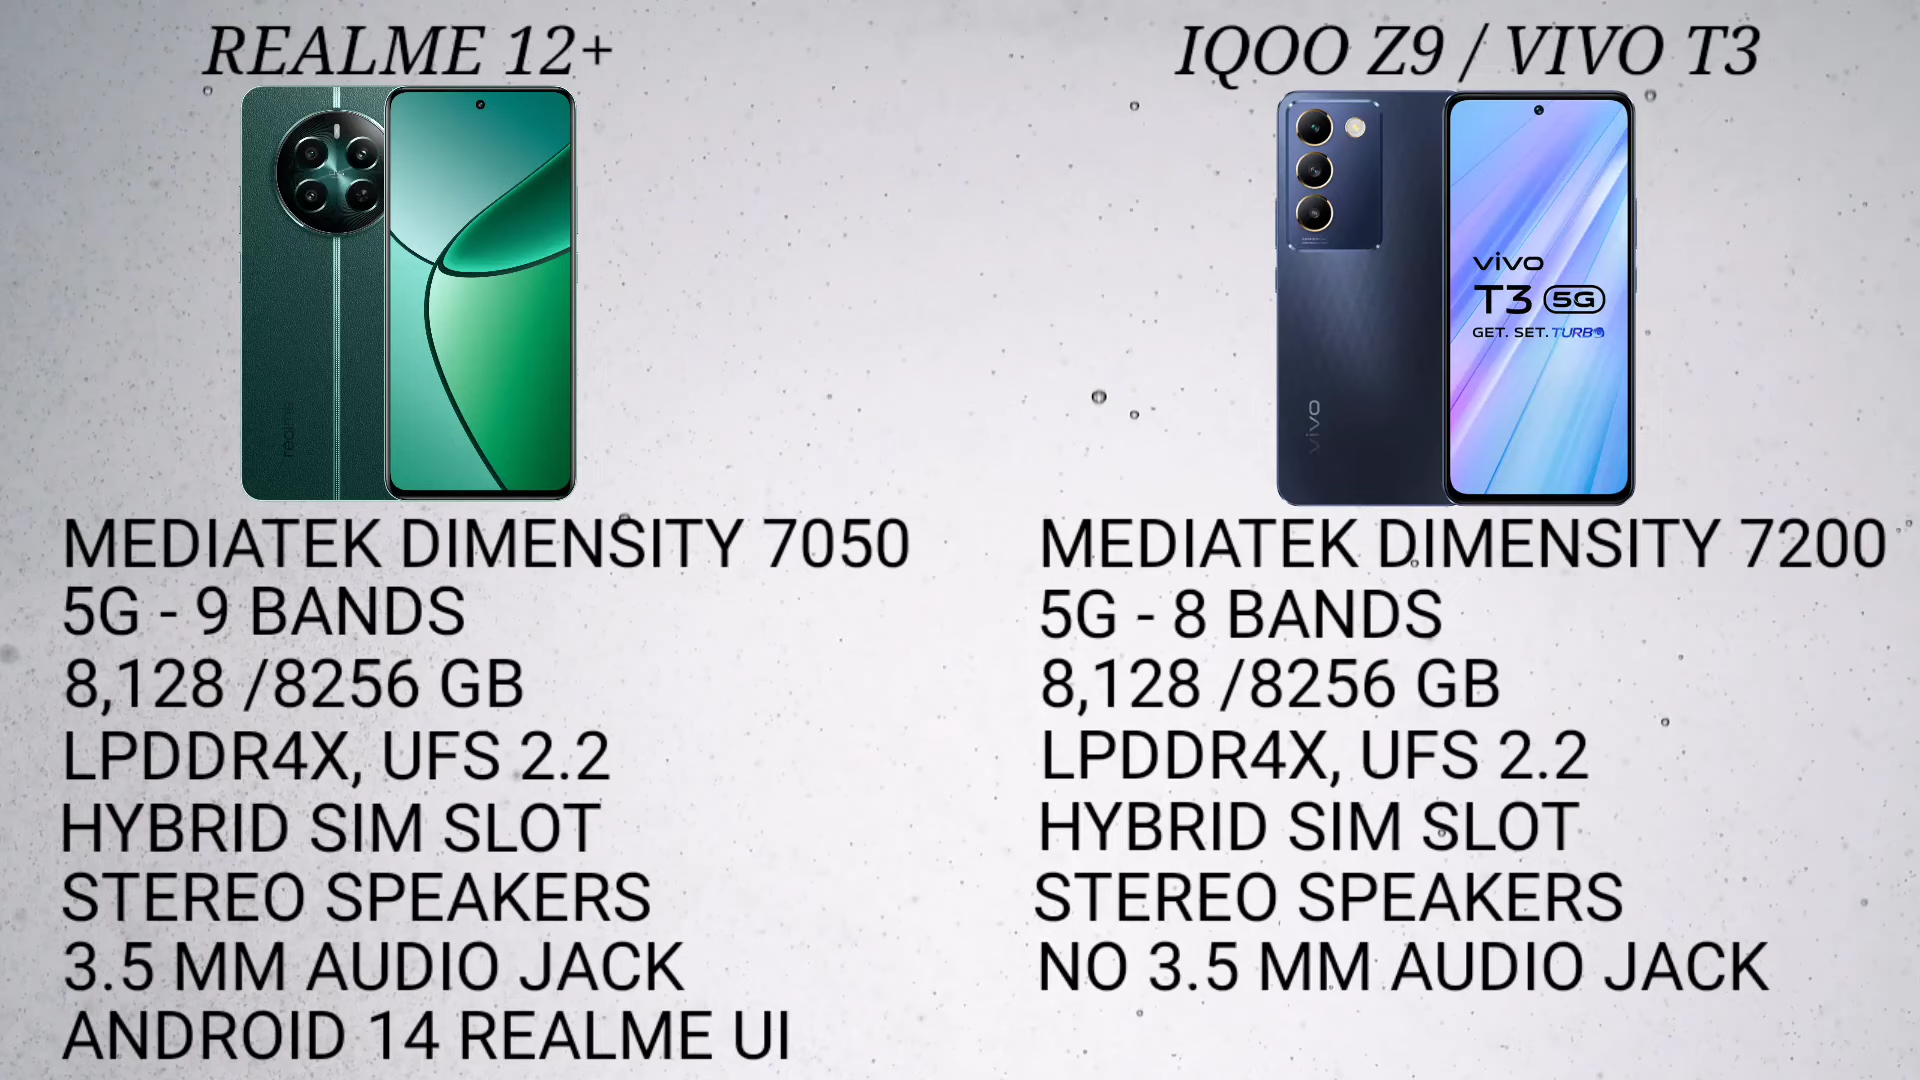 REALME 12+
realme
MEDIATEK DIMENSITY 7050
5G - 9 BANDS
8,128 /8256 GB
LPDDR4X, UFS 2.2
HYBRID SIM SLOT
STEREO SPEAKERS
3.5 MM AUDIO JACK
ANDROID 14 REALME UI
IQOO Z9 / VIVO T3
vivo
T3 5G
GET. SET. TURBO
vivo
MEDIATEK DIMENSITY 7200
5G - 8 BANDS
8,128 /8256 GB
LPDDR4X, UFS 2.2
HYBRID SIM SLOT
STEREO SPEAKERS
NO 3.5 MM AUDIO JACK